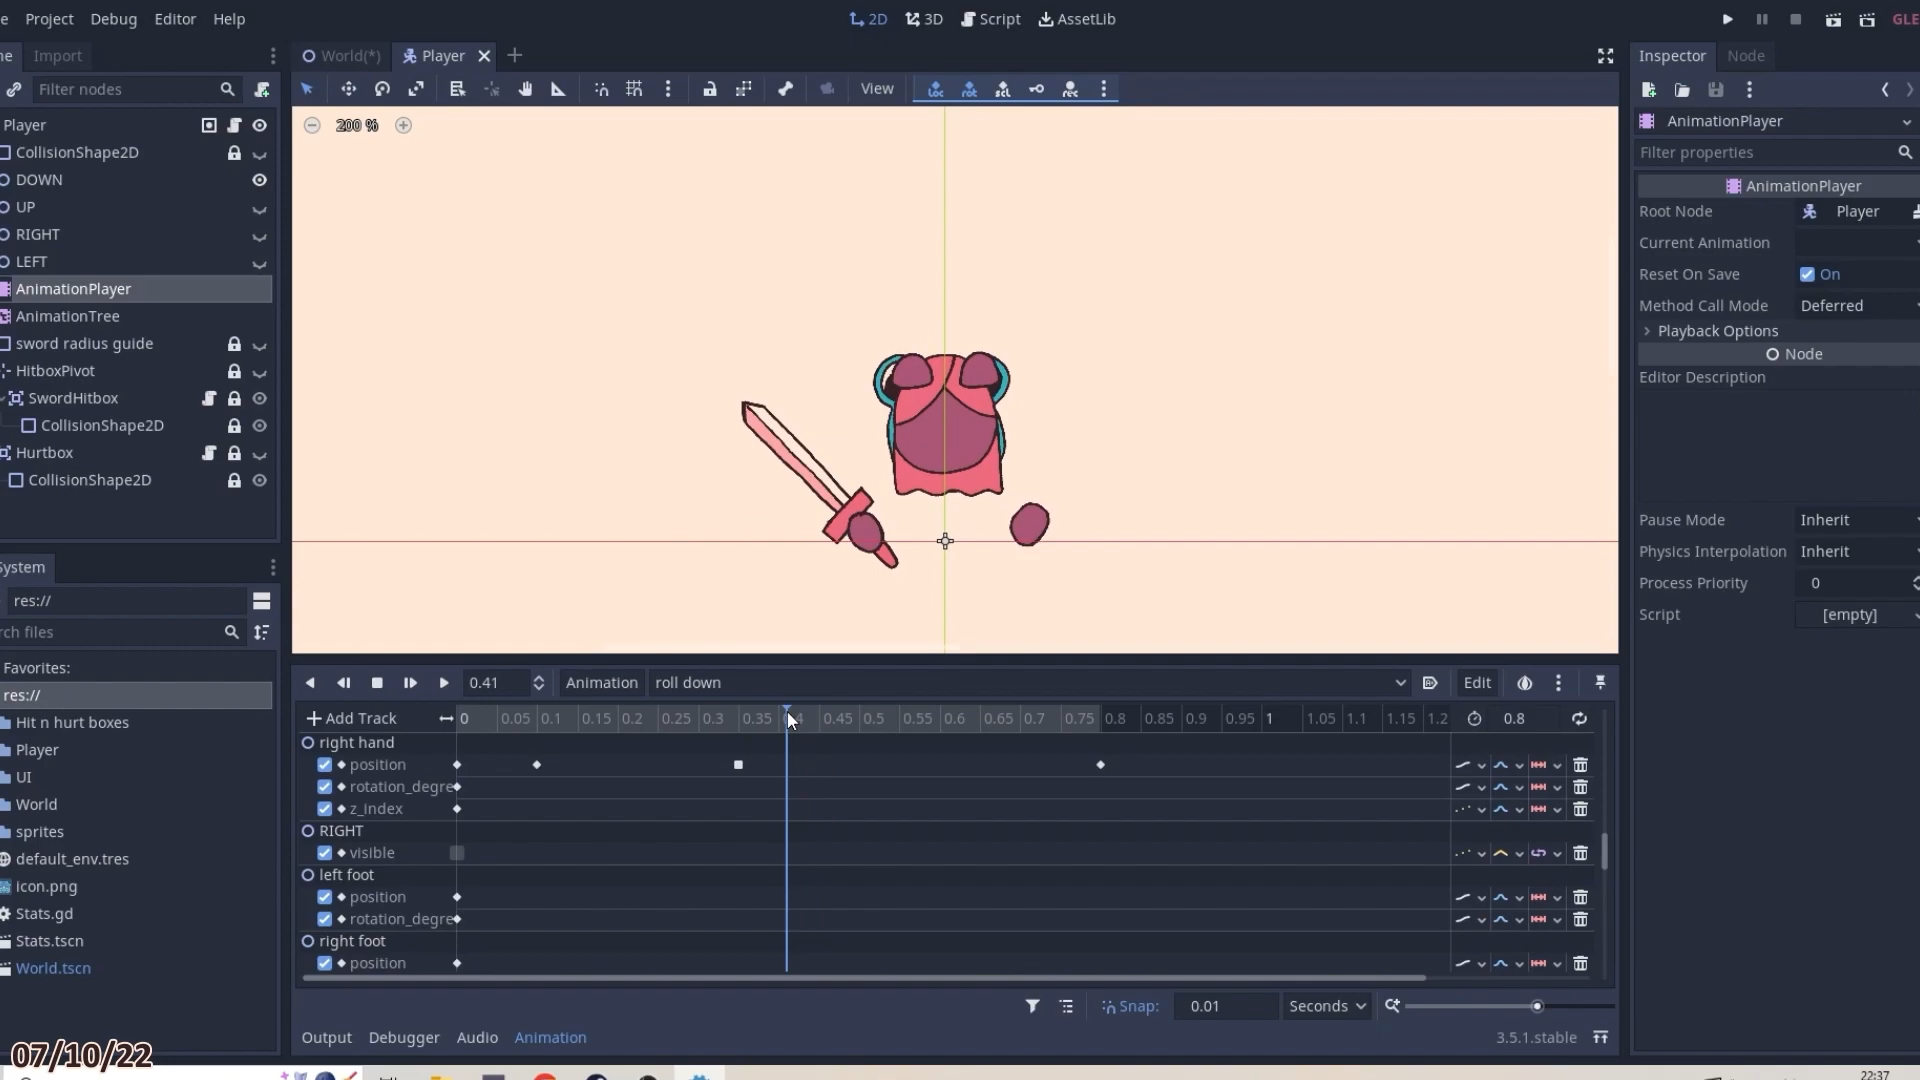 e Project Debug Editor Help
2D 3D Script AssetLib
GLE
ne Import
World(*) Player
Inspector Node
Filter nodes
View
Player
200 %
AnimationPlayer
CollisionShape2D
Filter properties
DOWN
AnimationPlayer
UP
Root Node Player
RIGHT
Current Animation
LEFT
Reset On Save On
AnimationPlayer
Method Call Mode Deferred
AnimationTree
Playback Options
sword radius guide
Node
HitboxPivot
Editor Description
SwordHitbox
CollisionShape2D
Hurtbox
CollisionShape2D
Pause Mode Inherit
Physics Interpolation Inherit
Process Priority 0
Script [empty]
System
res://
rch files
Favorites:
res://
Hit n hurt boxes
Player
UI
World
sprites
default_env.tres
icon.png
Stats.gd
Stats.tscn
World.tscn
0.41 Animation roll down Edit
Add Track 0 0.05 0.1 0.15 0.2 0.25 0.3 0.35 0.4 0.45 0.5 0.55 0.6 0.65 0.7 0.75 0.8 0.85 0.9 0.95 1 1.05 1.1 1.15 1.2 0.8
right hand
position
rotation_degre
z_index
RIGHT
visible
left foot
position
rotation_degre
right foot
position
Snap: 0.01 Seconds
Output Debugger Audio Animation 3.5.1.stable
07/10/22
22:37